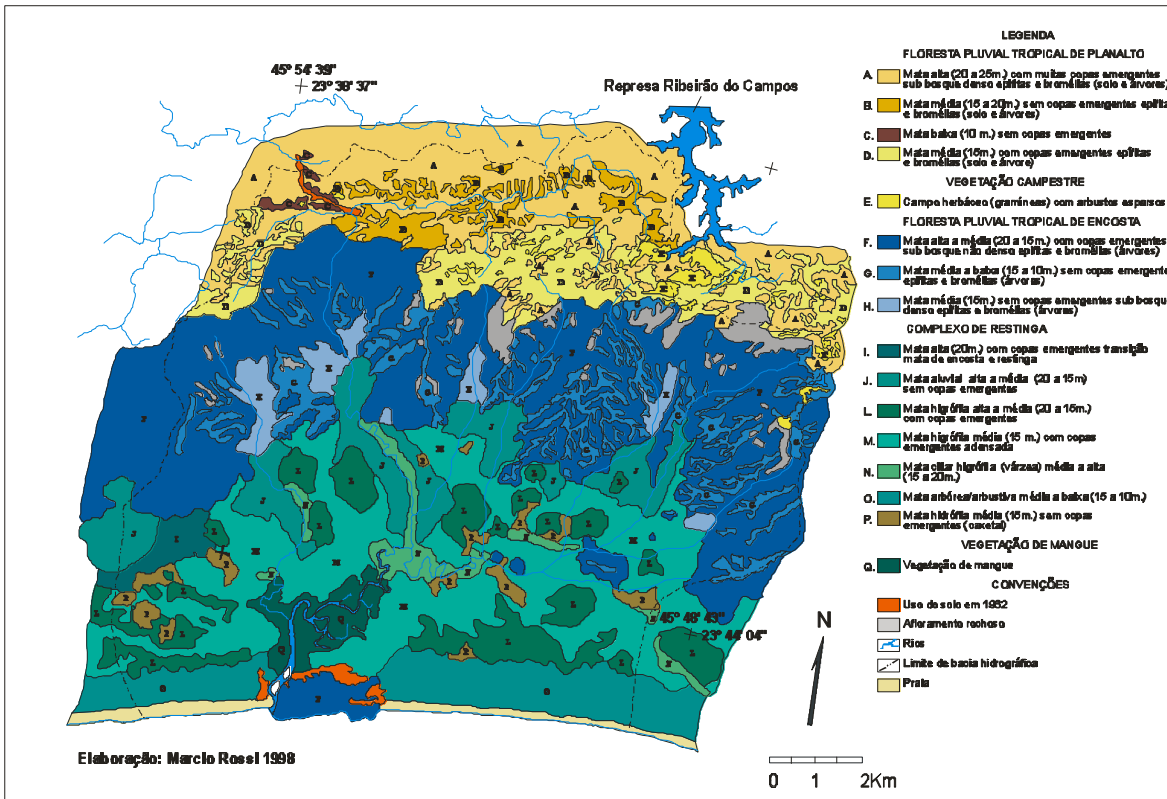 LEGENDA
FLORESTA PLUVIAL TROPICAL DE PLANALTO
A. Mata alta (20 a 25m.) com muitas copas emergentes
sub bosque denso epífitas e bromélias (solo e árvores)
B. Mata média (15 a 20m.) sem copas emergentes epífita
e bromélias (solo e árvores)
C. Mata baixa (10 m.) sem copas emergentes
D. Mata média (15m.) com copas emergentes epífitas
e bromélias (solo e árvore)
VEGETAÇÃO CAMPESTRE
E. Campo herbáceo (gramíneas) com arbustos esparsos
FLORESTA PLUVIAL TROPICAL DE ENCOSTA
F. Mata alta a média (20 a 15m.) com copas emergentes
sub bosque não denso epífitas e bromélias (árvores)
G. Mata média a baixa (15 a 10m.) sem copas emergente
epífitas e bromélias (árvores)
H. Mata média (15m.) sem copas emergentes sub bosque
denso epífitas e bromélias (árvores)
COMPLEXO DE RESTINGA
I. Mata alta (20m.) com copas emergentes transição
mata de encosta e restinga
J. Mata aluvial alta a média (20 a 15m)
sem copas emergentes
L. Mata higrófila alta a média (20 a 15m.)
com copas emergentes
M. Mata higrófila média (15 m.) com copas
emergentes adensada
N. Mata ciliar higrófila (várzea) média a alta
(15 a 20m.)
O. Mata arbórea/arbustiva média a baixa (15 a 10m.)
P. Mata hidrófila média (15m.) sem copas
emergentes (caxetal)
VEGETAÇÃO DE MANGUE
Q. Vegetação de mangue
CONVENÇÕES
Uso do solo em 1962
Afloramento rochoso
Rios
Limite de bacia hidrográfica
Praia
45° 54' 39"
23° 38' 37"
Represa Ribeirão do Campos
45° 48' 43"
23° 44' 04"
N
0 1 2Km
Elaboração: Marcio Rossi 1998